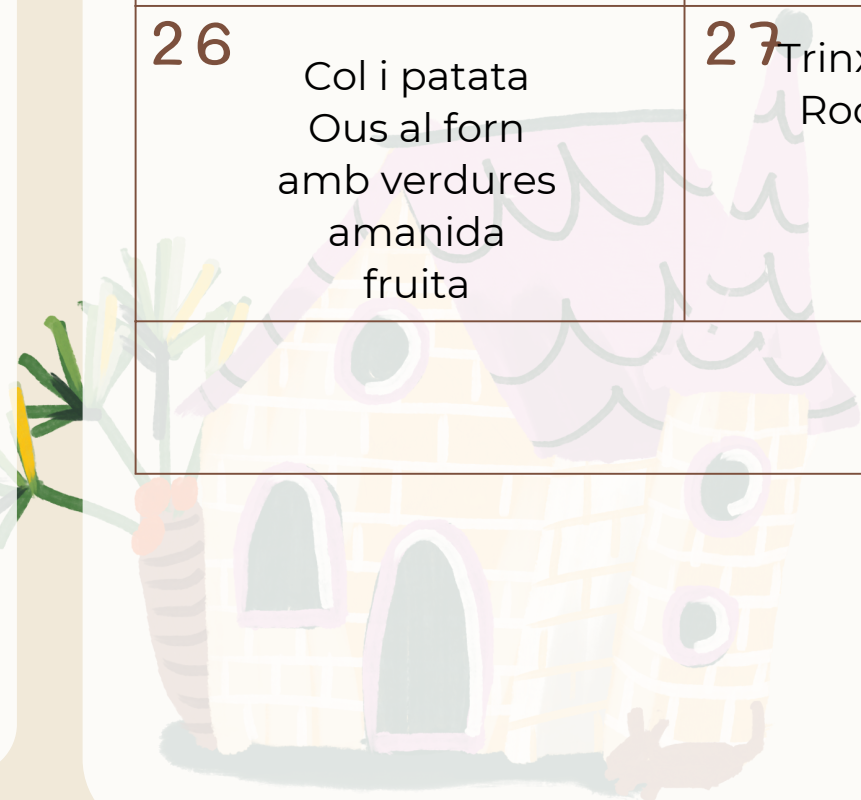 26
Col i patata
Ous al forn
amb verdures
amanida
fruita
27